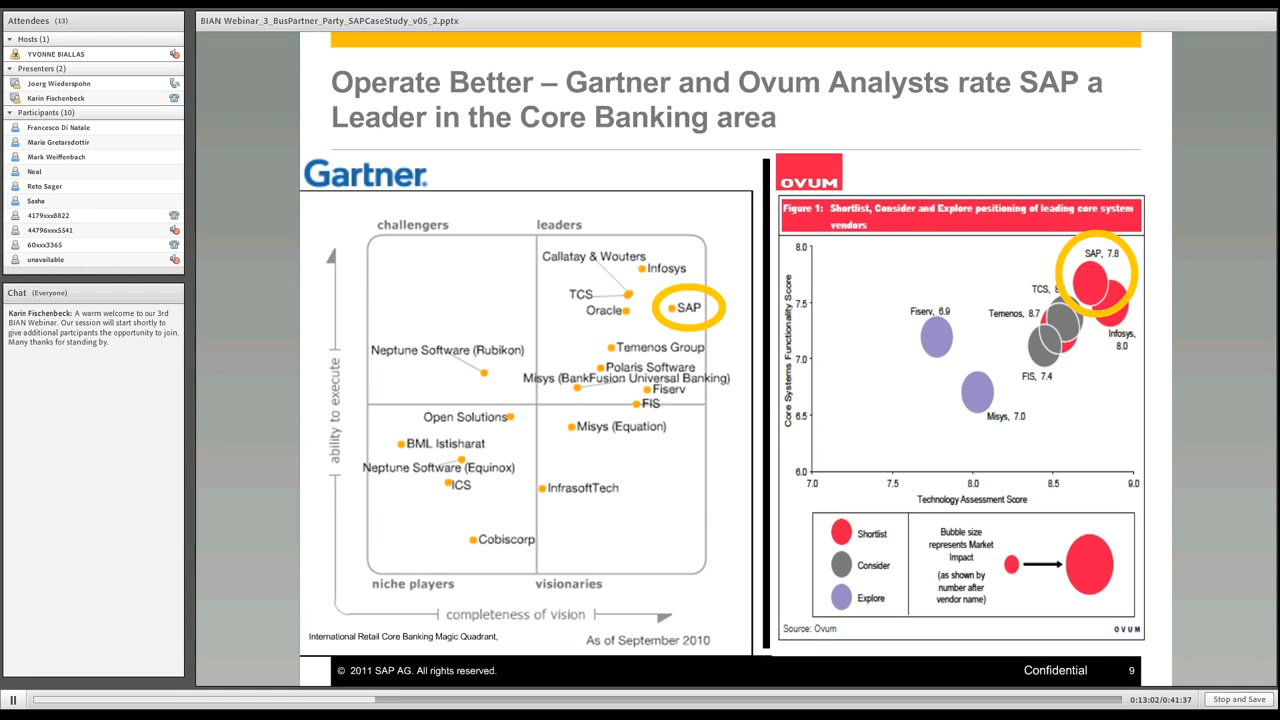 Attendees (13)
BIAN Webinar_3_BusPartner_Party_SAPCaseStudy_v05_2.pptx
Hosts (1)
YVONNE BIALLAS
Presenters (2)
Joerg Wiederspohn
Karin Fischenbeck
Participants (10)
Francesco Di Natale
Maria Gretarsdottir
Mark Weiffenbach
Neal
Reto Sager
Sasha
4179xxx8822
44796xxx5541
60xxx3365
unavailable
Chat (Everyone)
Karin Fischenbeck: A warm welcome to our 3rd
BIAN Webinar. Our session will start shortly to
give additional partcipants the opportunity to join.
Many thanks for standing by.
Operate Better – Gartner and Ovum Analysts rate SAP a
Leader in the Core Banking area
Gartner.
challengers
leaders
Callatay & Wouters
Infosys
TCS
Oracle
SAP
Temenos Group
Neptune Software (Rubikon)
Polaris Software
Misys (BankFusion Universal Banking)
Fiserv
FIS
Open Solutions
Misys (Equation)
BML Istisharat
Neptune Software (Equinox)
ICS
InfrasoftTech
Cobiscorp
niche players
visionaries
ability to execute
completeness of vision
International Retail Core Banking Magic Quadrant,
As of September 2010
OVUM
Figure 1: Shortlist, Consider and Explore positioning of leading core system
vendors
Core Systems Functionality Score
8.0
7.5
7.0
6.5
6.0
SAP, 7.8
TCS,
Fiserv, 6.9
Temenos, 8.7
Infosys,
8.0
FIS, 7.4
Misys, 7.0
7.0
7.5
8.0
8.5
9.0
Technology Assessment Score
Shortlist
Consider
Explore
Bubble size
represents Market
Impact
(as shown by
number after
vendor name)
Source: Ovum
OVUM
© 2011 SAP AG. All rights reserved.
Confidential
9
0:13:02/0:41:37
Stop and Save